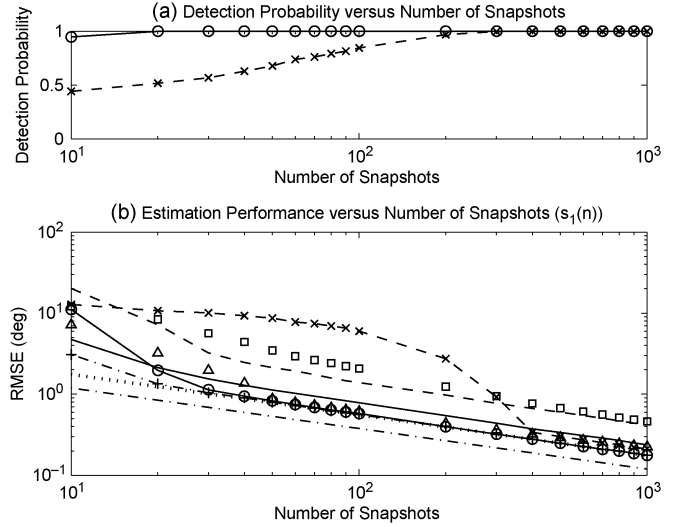 (a) Detection Probability versus Number of Snapshots
Detection Probability
1
0.5
0
10^1
10^2
10^3
Number of Snapshots
(b) Estimation Performance versus Number of Snapshots (s_1(n))
RMSE (deg)
10^2
10^1
10^0
10^−1
10^1
10^2
10^3
Number of Snapshots